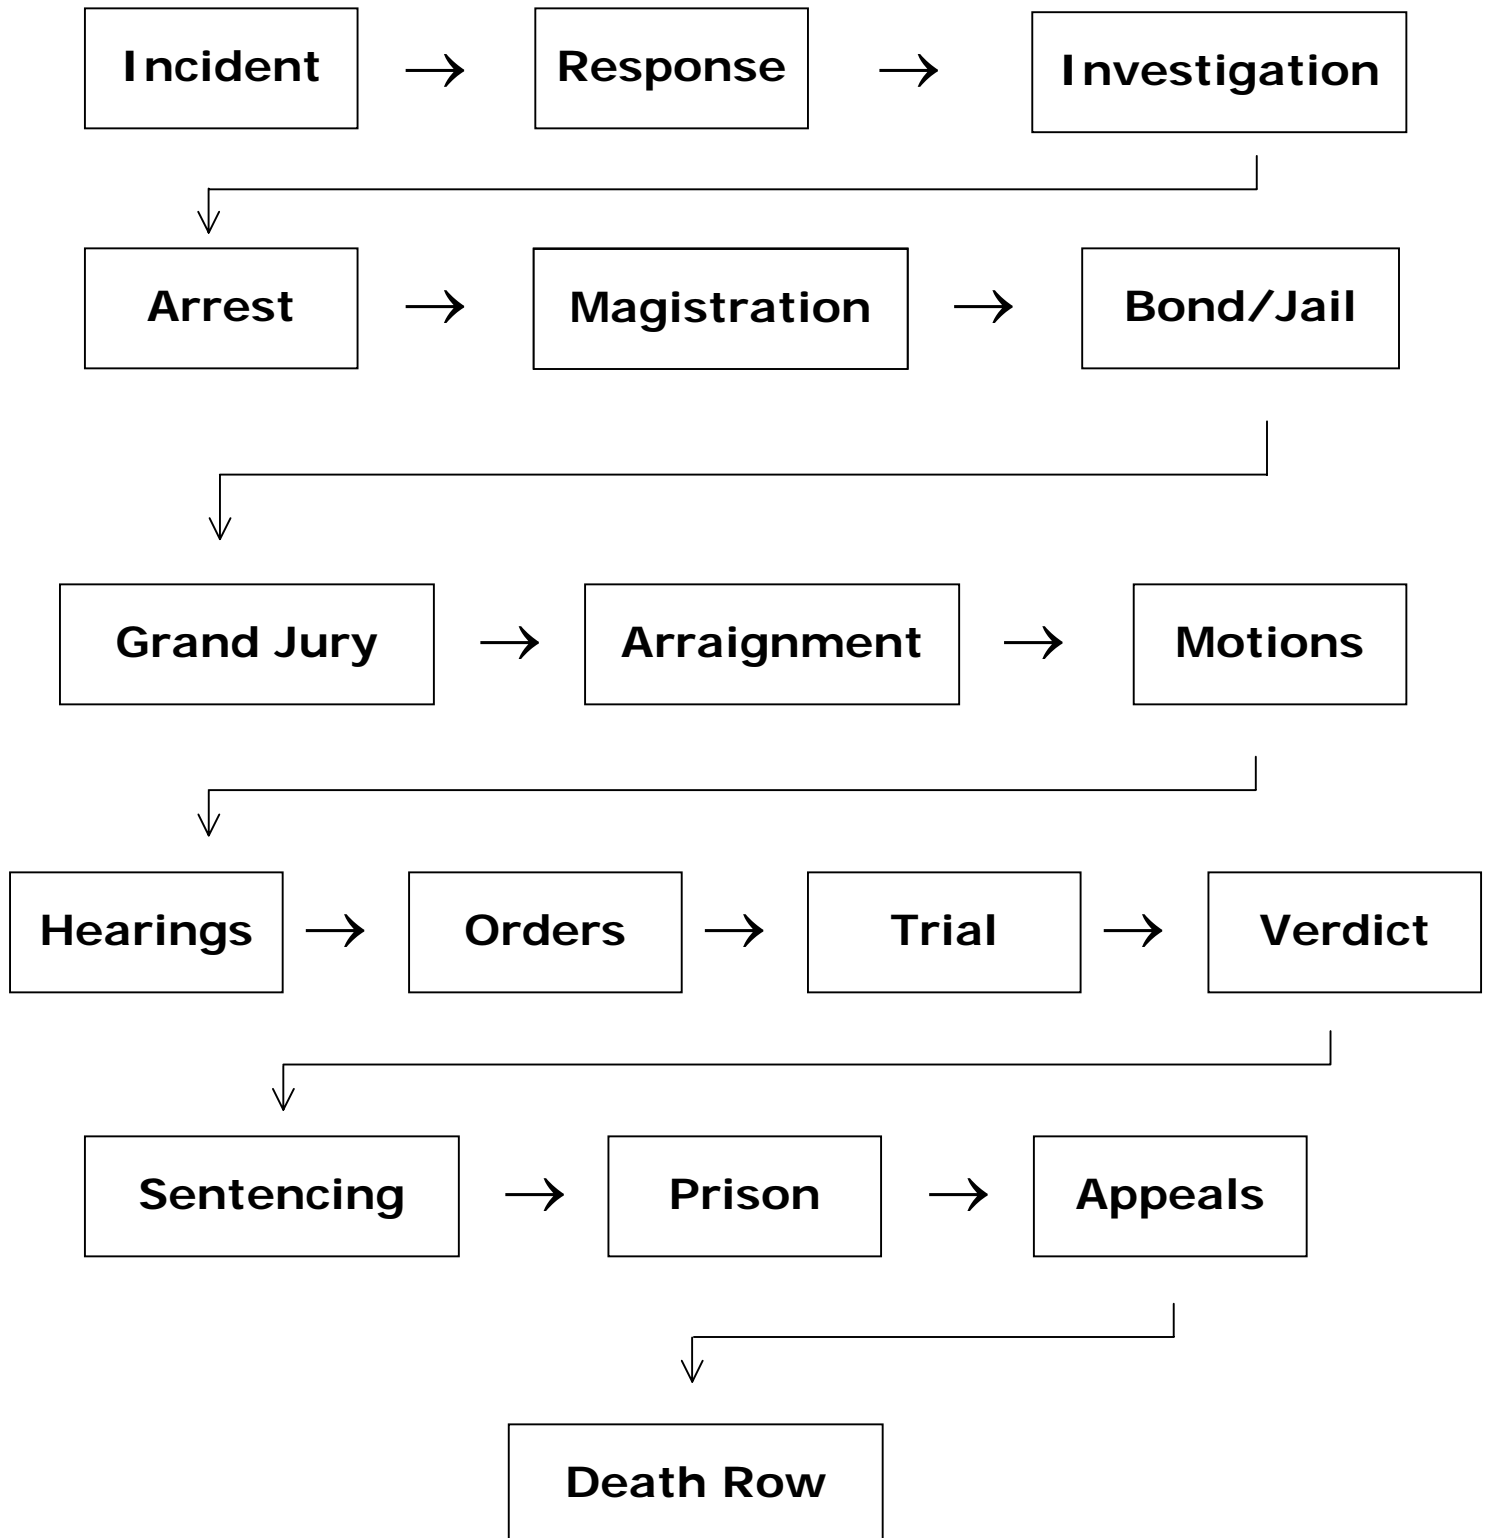 Incident → Response → Investigation
Arrest → Magistration → Bond/Jail
Grand Jury → Arraignment → Motions
Hearings → Orders → Trial → Verdict
Sentencing → Prison → Appeals
Death Row